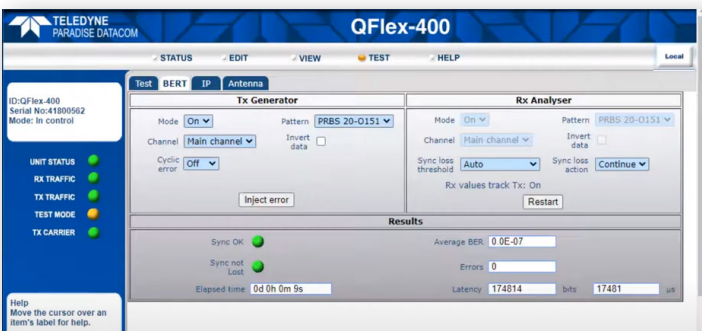 TELEDYNE
PARADISE DATACOM
QFlex-400
STATUS EDIT VIEW TEST HELP Local
Test BERT IP Antenna
ID:QFlex-400
Serial No:41800562
Mode: In control
UNIT STATUS
RX TRAFFIC
TX TRAFFIC
TEST MODE
TX CARRIER
Help
Move the cursor over an
item's label for help.
Tx Generator
Mode On Pattern PRBS 20-O151
Channel Main channel Invert data
Cyclic error Off
Inject error
Rx Analyser
Mode On Pattern PRBS 20-O151
Channel Main channel Invert data
Sync loss threshold Auto Sync loss action Continue
Rx values track Tx: On
Restart
Results
Sync OK Average BER 0.0E-07
Sync not Lost Errors 0
Elapsed time 0d 0h 0m 9s Latency 174814 bits 17481 µs